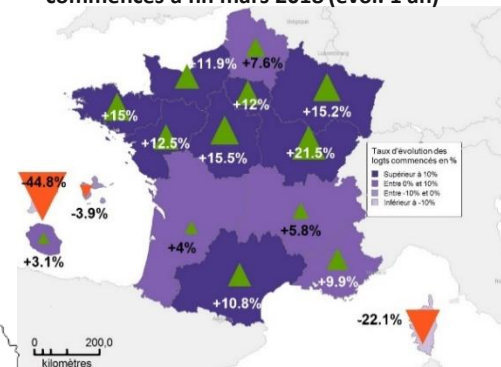 commencés à fin mars 2018 (évol. 1 an)
Belgique
Luxembourg
+11.9%
+7.6%
+15%
+12%
+15.2%
+12.5%
+15.5%
+21.5%
Taux d'évolution des
logts commencés en %
Supérieur à 10%
Entre 0% et 10%
Entre -10% et 0%
Inférieur à -10%
-44.8%
-3.9%
+3.1%
+4%
+5.8%
+9.9%
+10.8%
-22.1%
0 200,0
kilomètres